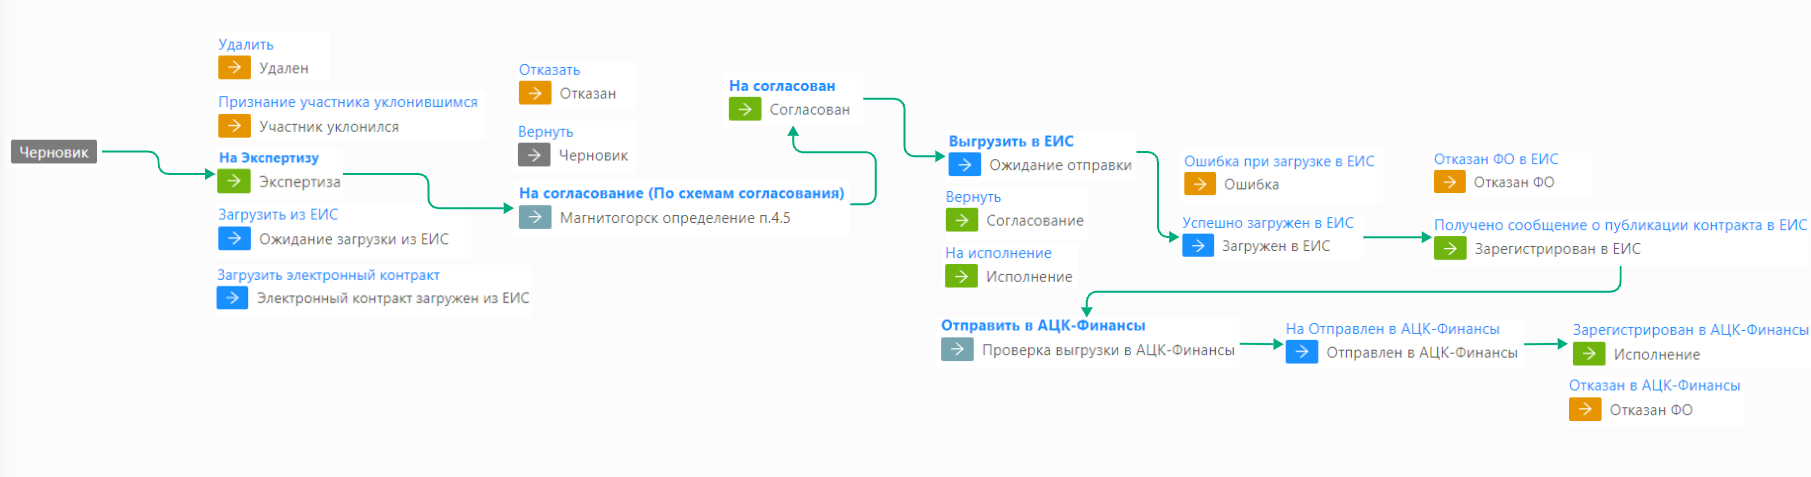 Черновик
Удалить
Удален
Признание участника уклонившимся
Участник уклонился
На Экспертизу
Экспертиза
Загрузить из ЕИС
Ожидание загрузки из ЕИС
Загрузить электронный контракт
Электронный контракт загружен из ЕИС
Отказать
Отказан
Вернуть
Черновик
На согласование (По схемам согласования)
Магнитогорск определение п.4.5
На согласован
Согласован
Выгрузить в ЕИС
Ожидание отправки
Вернуть
Согласование
На исполнение
Исполнение
Ошибка при загрузке в ЕИС
Ошибка
Успешно загружен в ЕИС
Загружен в ЕИС
Отказан ФО в ЕИС
Отказан ФО
Получено сообщение о публикации контракта в ЕИС
Зарегистрирован в ЕИС
Отправить в АЦК-Финансы
Проверка выгрузки в АЦК-Финансы
На Отправлен в АЦК-Финансы
Отправлен в АЦК-Финансы
Зарегистрирован в АЦК-Финансы
Исполнение
Отказан в АЦК-Финансы
Отказан ФО